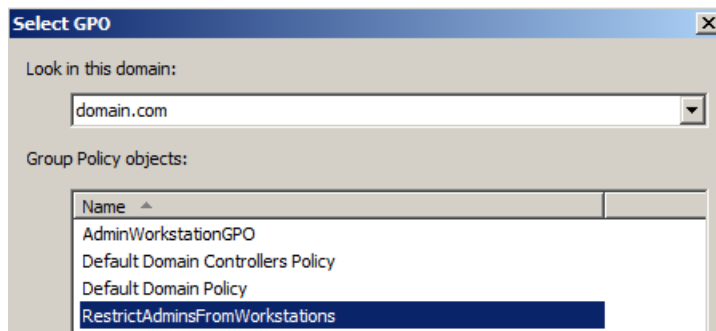 Select GPO
Look in this domain:
domain.com
Group Policy objects:
Name
AdminWorkstationGPO
Default Domain Controllers Policy
Default Domain Policy
RestrictAdminsFromWorkstations